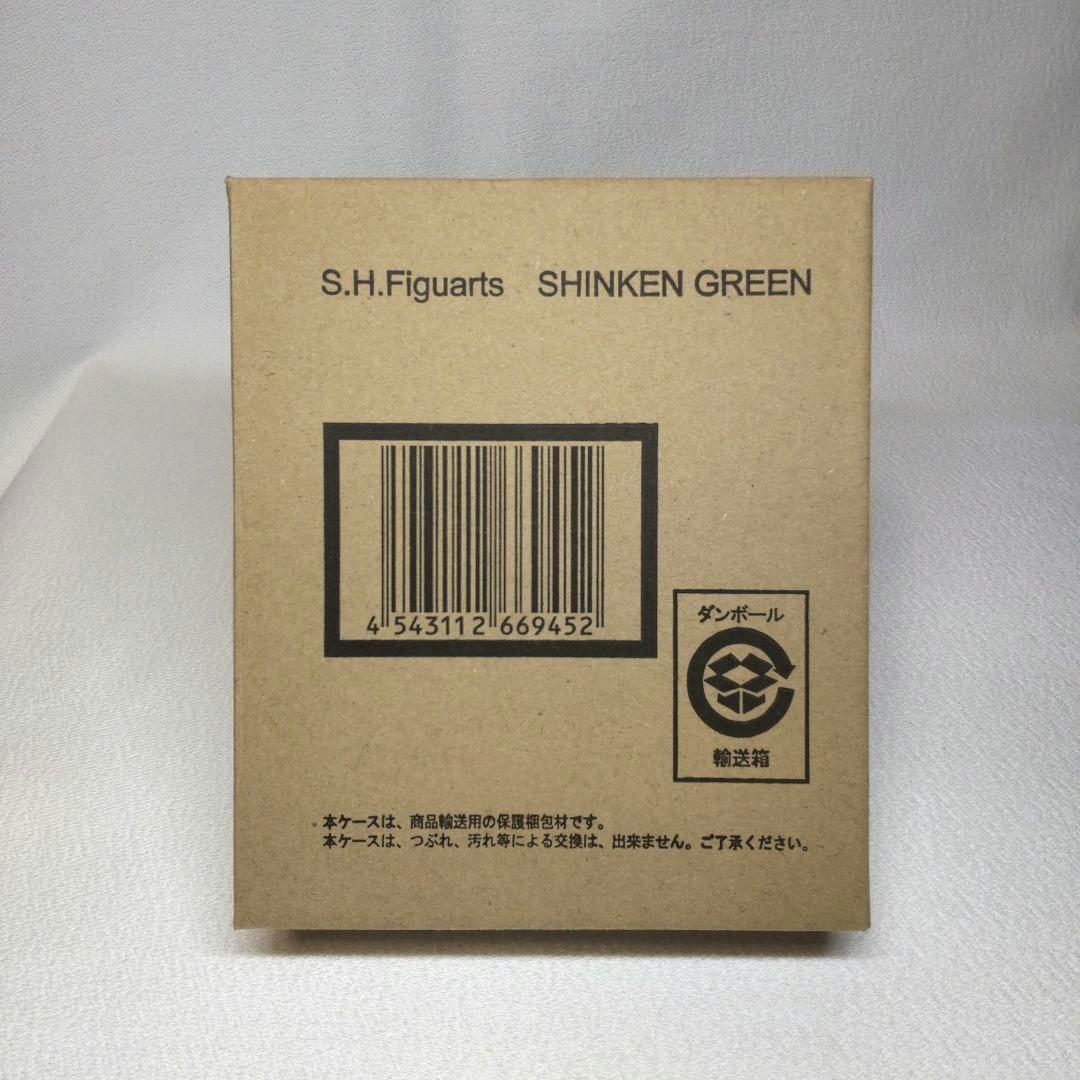 S.H.Figuarts SHINKEN GREEN
4 543112 669452
ダンボール
輸送箱
本ケースは、商品輸送用の保護梱包材です。
本ケースは、つぶれ、汚れ等による交換は、出来ません。ご了承ください。